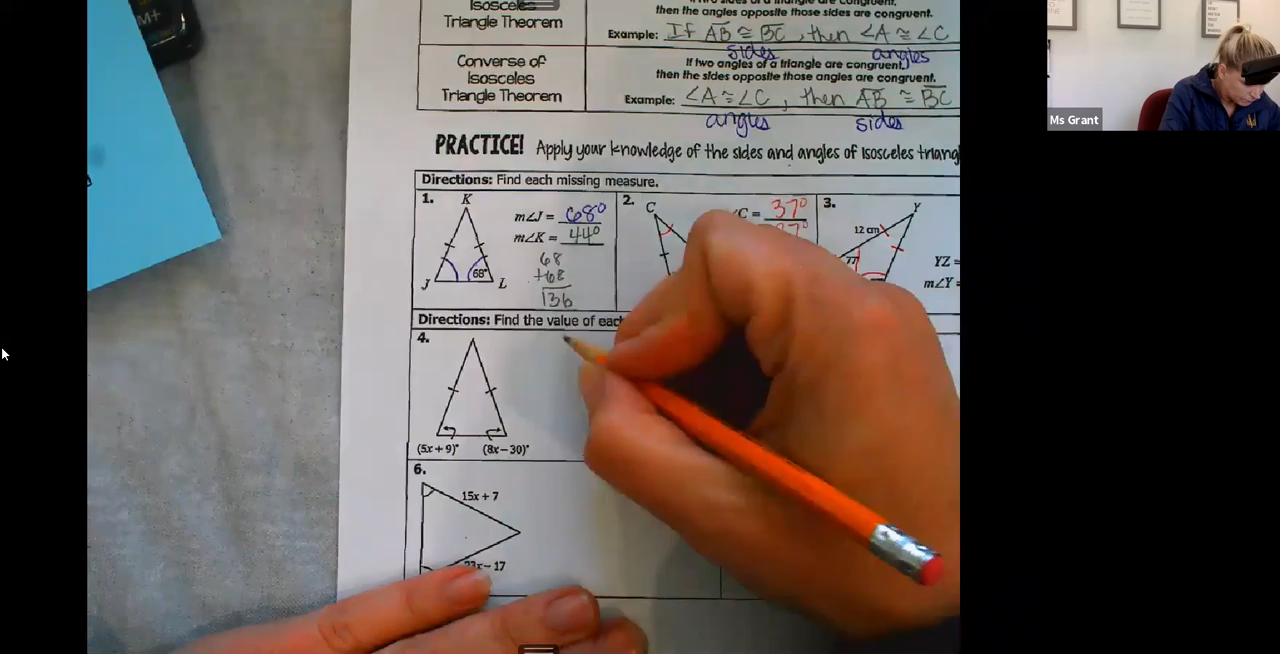 M+
Isosceles
Triangle Theorem
then the angles opposite those sides are congruent.
Example: If AB ≅ BC, then ∠A ≅ ∠C
sides angles
Converse of
Isosceles
Triangle Theorem
If two angles of a triangle are congruent,
then the sides opposite those angles are congruent.
Example: ∠A ≅ ∠C, then AB ≅ BC
angles sides
PRACTICE! Apply your knowledge of the sides and angles of isosceles
Directions: Find each missing measure.
1.
K
J
L
68°
m∠J = 68°
m∠K = 44°
68
+68
136
2.
C
∠C = 37°
3.
Y
12 cm
77
YZ =
m∠Y =
Directions: Find the value of
4.
(5x + 9)°
(8x − 30)°
6.
15x + 7
x − 17
Ms Grant